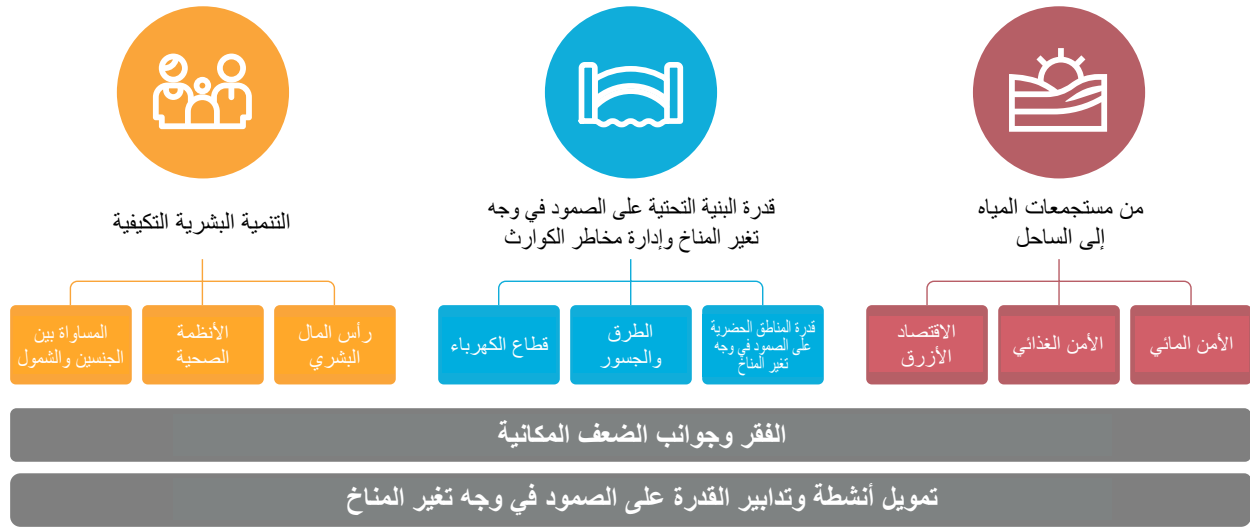 من مستجمعات المياه
إلى الساحل
الأمن المائي
الأمن الغذائي
الاقتصاد
الأزرق
قدرة البنية التحتية على الصمود في وجه
تغير المناخ وإدارة مخاطر الكوارث
قدرة المناطق الحضرية
على الصمود في وجه
تغير المناخ
الطرق
والجسور
قطاع الكهرباء
التنمية البشرية التكيفية
رأس المال
البشري
الأنظمة
الصحية
المساواة بين
الجنسين والشمول
الفقر وجوانب الضعف المكانية
تمويل أنشطة وتدابير القدرة على الصمود في وجه تغير المناخ